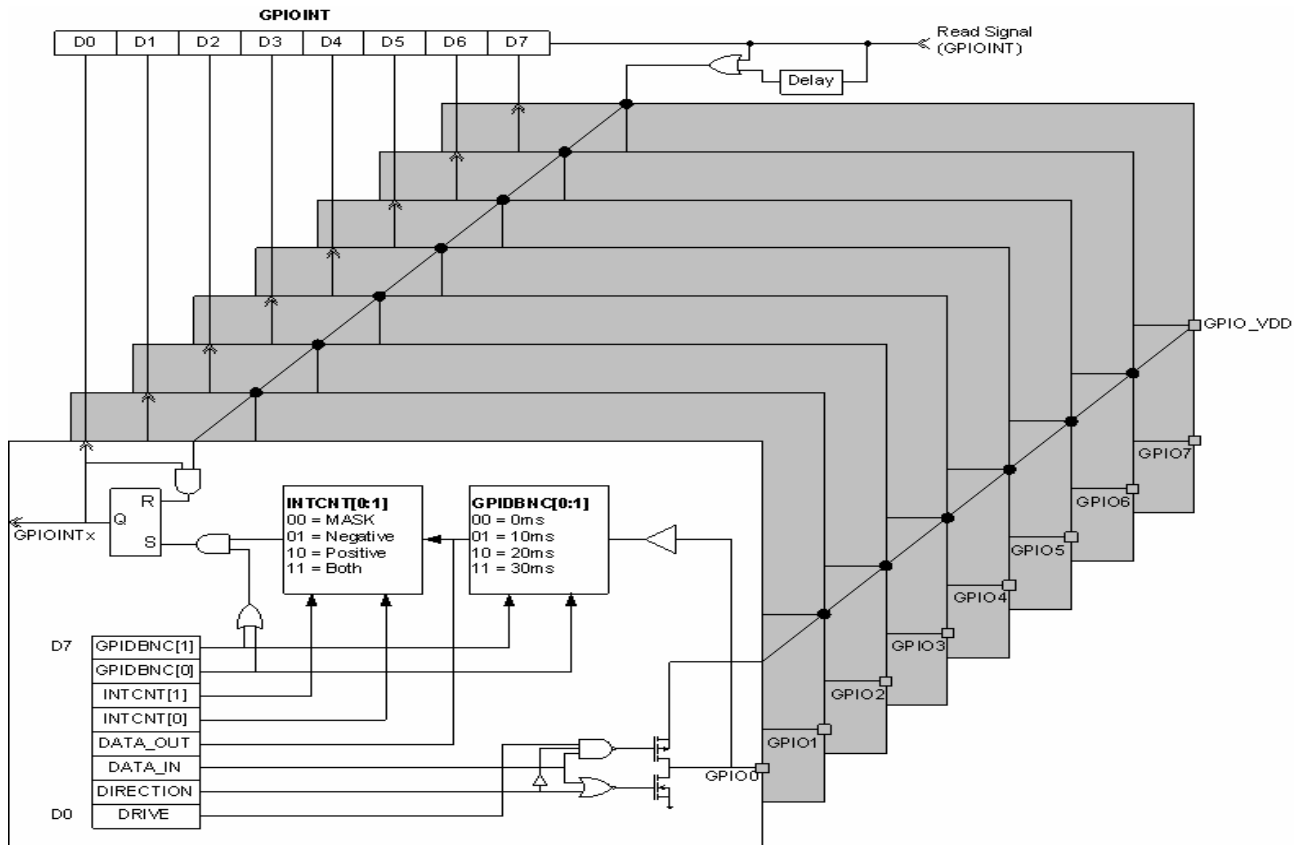 GPIOINT
D0 D1 D2 D3 D4 D5 D6 D7
Read Signal
(GPIOINT)
Delay
GPIO_VDD
GPIO7
GPIO6
GPIO5
GPIO4
GPIO3
GPIO2
GPIO1
GPIO0
R
Q
S
GPIOINTx
INTCNT[0:1]
00 = MASK
01 = Negative
10 = Positive
11 = Both
GPIDBNC[0:1]
00 = 0ms
01 = 10ms
10 = 20ms
11 = 30ms
D7 GPIDBNC[1]
GPIDBNC[0]
INTCNT[1]
INTCNT[0]
DATA_OUT
DATA_IN
DIRECTION
D0 DRIVE